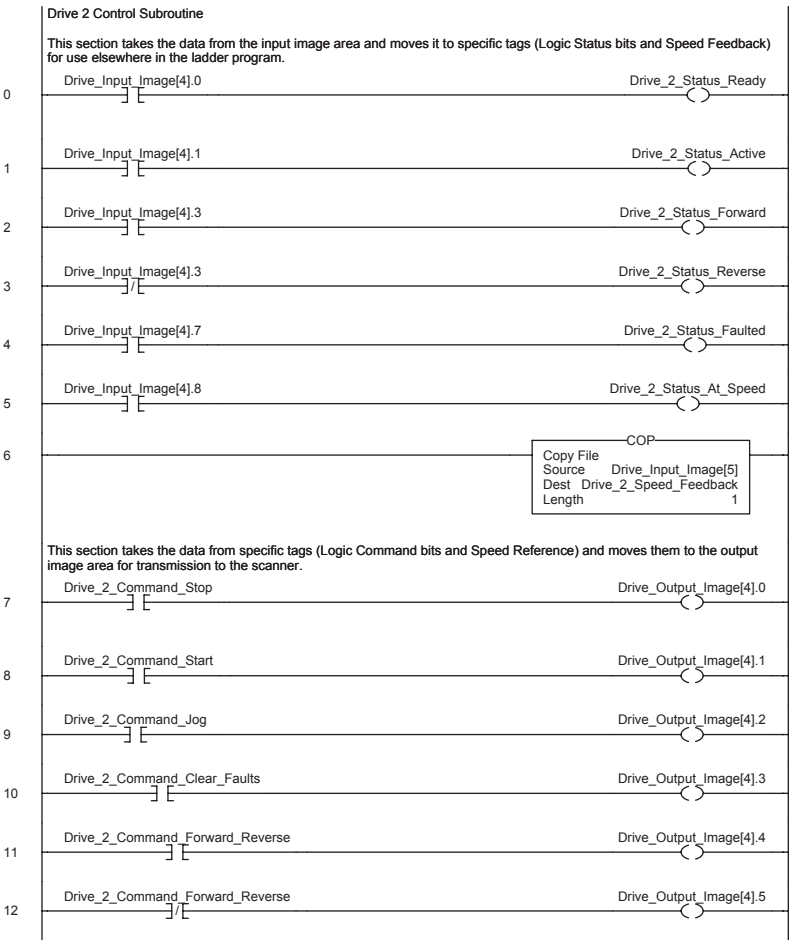 Drive 2 Control Subroutine
This section takes the data from the input image area and moves it to specific tags (Logic Status bits and Speed Feedback)
for use elsewhere in the ladder program.
Drive_Input_Image[4].0 Drive_2_Status_Ready
0
Drive_Input_Image[4].1 Drive_2_Status_Active
1
Drive_Input_Image[4].3 Drive_2_Status_Forward
2
Drive_Input_Image[4].3 Drive_2_Status_Reverse
3
Drive_Input_Image[4].7 Drive_2_Status_Faulted
4
Drive_Input_Image[4].8 Drive_2_Status_At_Speed
5
COP
6
Copy File
Source Drive_Input_Image[5]
Dest Drive_2_Speed_Feedback
Length 1
This section takes the data from specific tags (Logic Command bits and Speed Reference) and moves them to the output
image area for transmission to the scanner.
Drive_2_Command_Stop Drive_Output_Image[4].0
7
Drive_2_Command_Start Drive_Output_Image[4].1
8
Drive_2_Command_Jog Drive_Output_Image[4].2
9
Drive_2_Command_Clear_Faults Drive_Output_Image[4].3
10
Drive_2_Command_Forward_Reverse Drive_Output_Image[4].4
11
Drive_2_Command_Forward_Reverse Drive_Output_Image[4].5
12